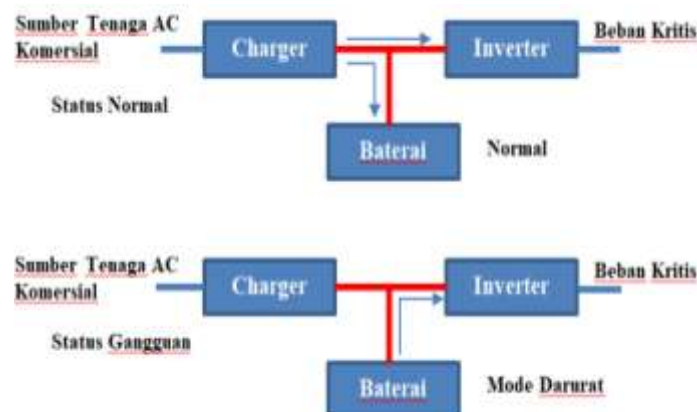 Sumber Tenaga AC
Komersial
Charger
Inverter
Beban Kritis
Status Normal
Baterai
Normal
Sumber Tenaga AC
Komersial
Charger
Inverter
Beban Kritis
Status Gangguan
Baterai
Mode Darurat